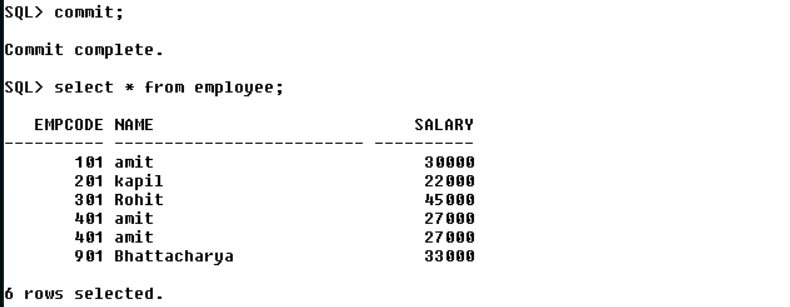 SQL> commit;
Commit complete.
SQL> select * from employee;
EMPCODE NAME SALARY
---------- ------------------------- ----------
101 amit 30000
201 kapil 22000
301 Rohit 45000
401 amit 27000
401 amit 27000
901 Bhattacharya 33000
6 rows selected.